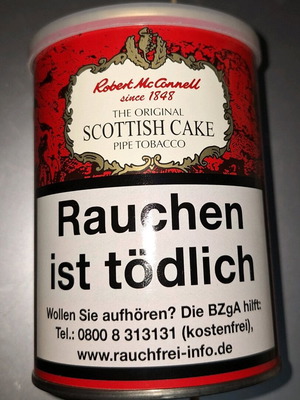 Robert McConnell
since 1848
THE ORIGINAL
SCOTTISH CAKE
PIPE TOBACCO
Rauchen
ist tödlich
Wollen Sie aufhören? Die BZgA hilft:
Tel.: 0800 8 313131 (kostenfrei),
www.rauchfrei-info.de